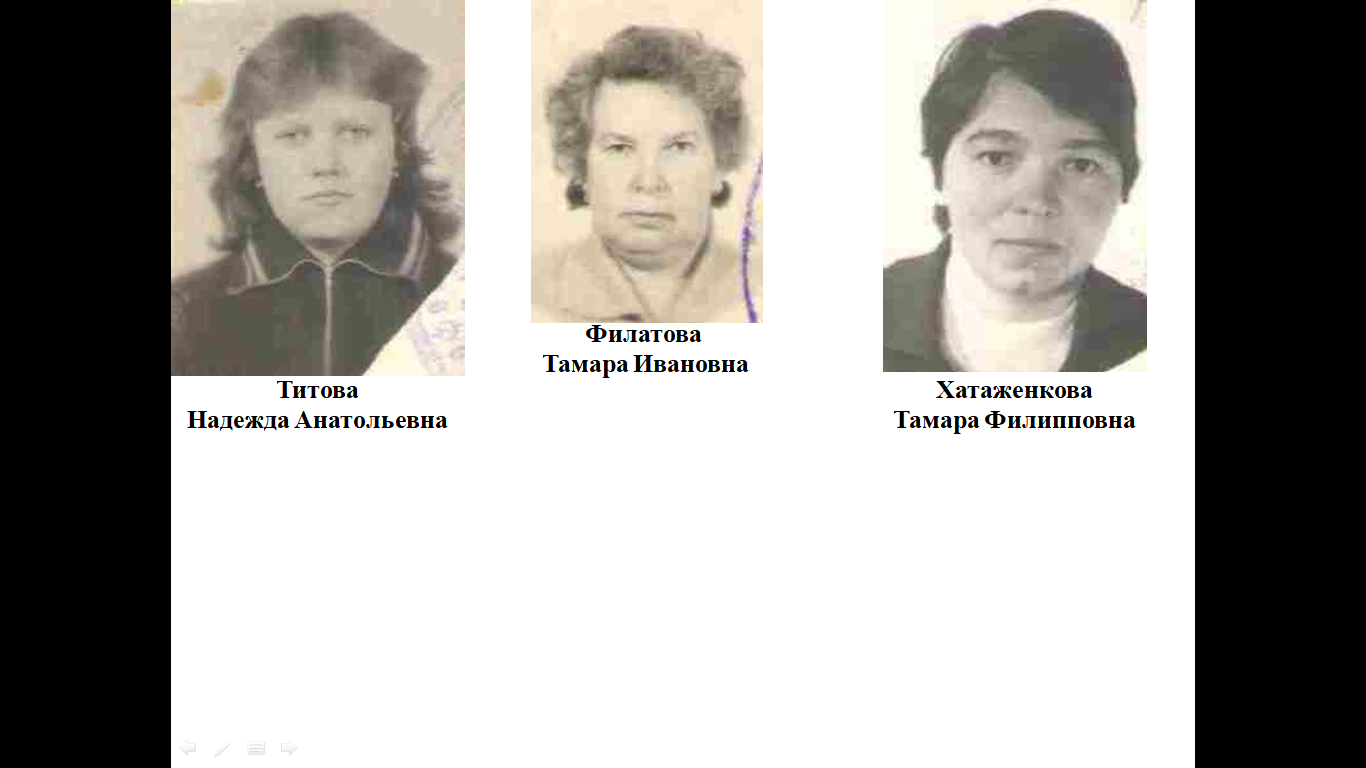 Титова
Надежда Анатольевна
Филатова
Тамара Ивановна
Хатаженкова
Тамара Филипповна